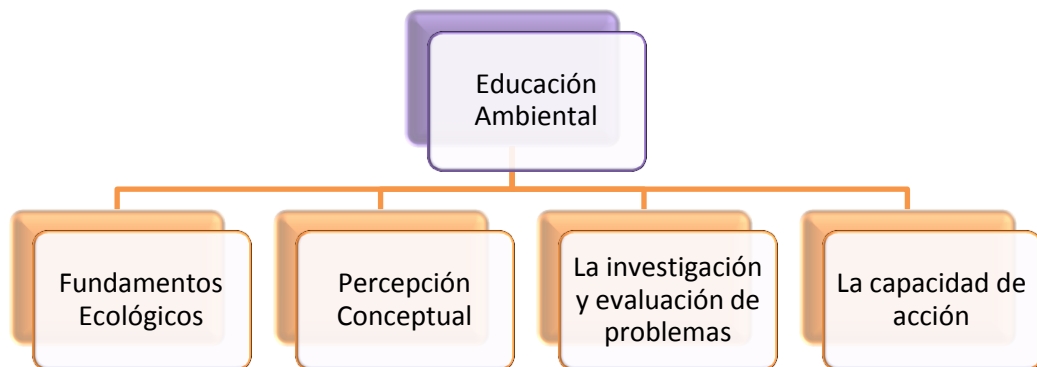 Educación
Ambiental
Fundamentos
Ecológicos
Percepción
Conceptual
La investigación
y evaluación de
problemas
La capacidad de
acción